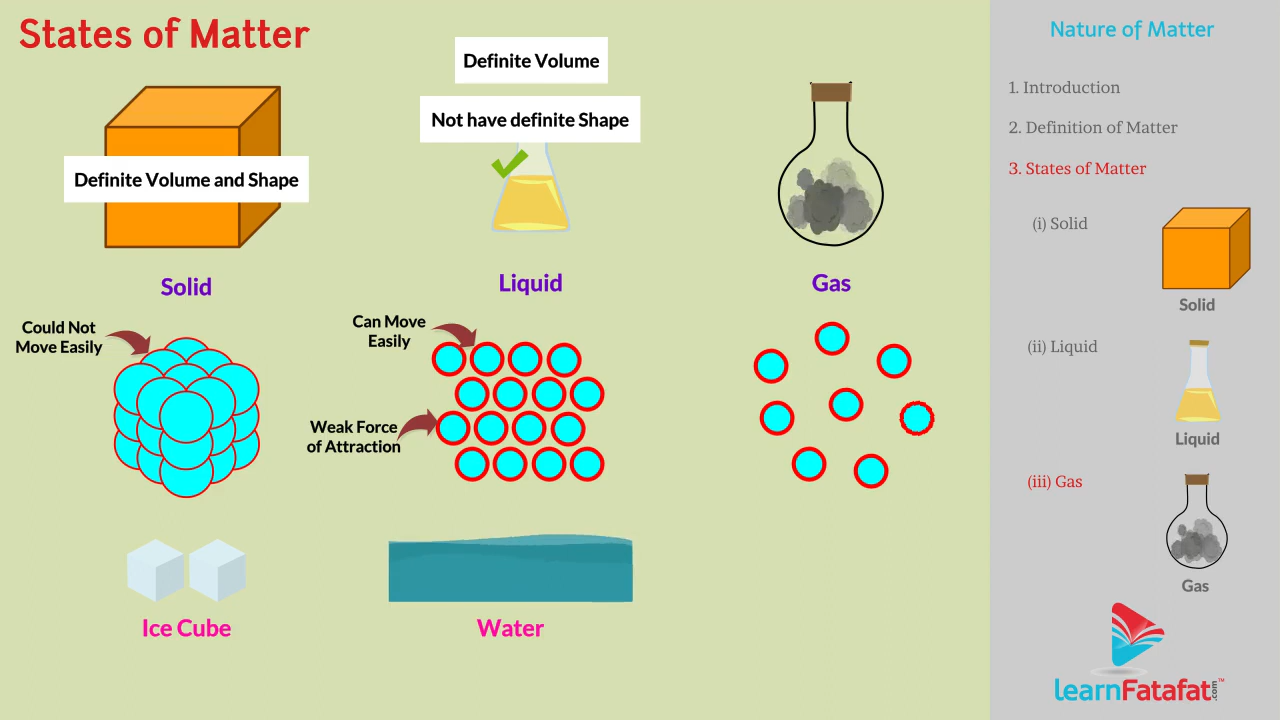 States of Matter
Definite Volume
Not have definite Shape
Definite Volume and Shape
Solid
Liquid
Gas
Could Not
Move Easily
Can Move
Easily
Weak Force
of Attraction
Ice Cube
Water
Nature of Matter
1. Introduction
2. Definition of Matter
3. States of Matter
(i) Solid
Solid
(ii) Liquid
Liquid
(iii) Gas
Gas
learnFatafat.com™